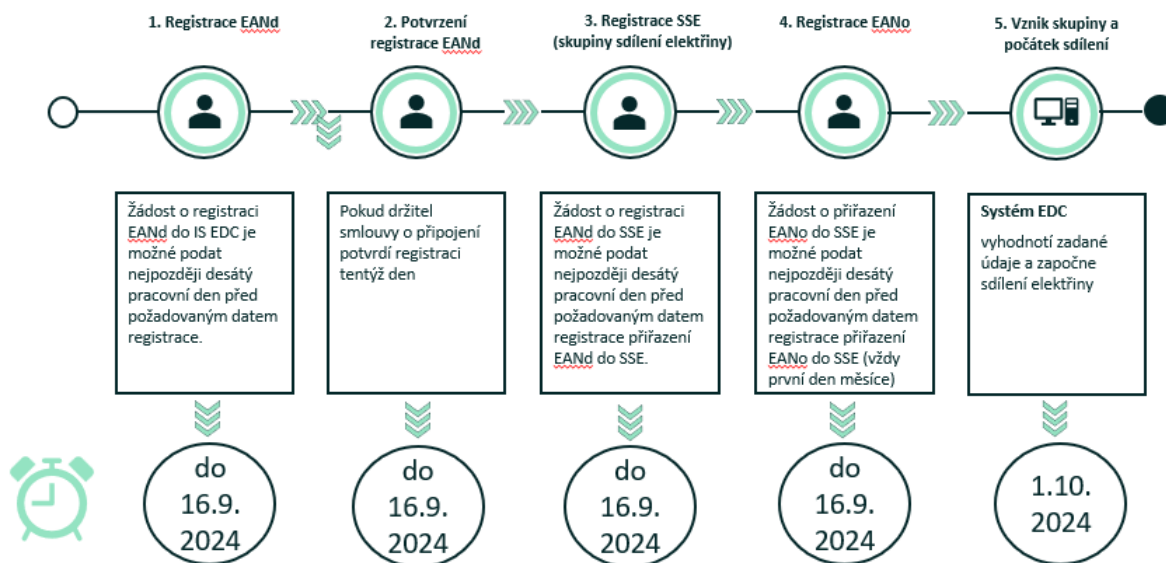 1. Registrace EANd
2. Potvrzení
registrace EANd
3. Registrace SSE
(skupiny sdílení elektřiny)
4. Registrace EANo
5. Vznik skupiny a
počátek sdílení
Žádost o registraci
EANd do IS EDC je
možné podat
nejpozději desátý
pracovní den před
požadovaným datem
registrace.
Pokud držitel
smlouvy o připojení
potvrdí registraci
tentýž den
Žádost o registraci
EANd do SSE je
možné podat
nejpozději desátý
pracovní den před
požadovaným datem
registrace přiřazení
EANd do SSE.
Žádost o přiřazení
EANo do SSE je
možné podat
nejpozději desátý
pracovní den před
požadovaným datem
registrace přiřazení
EANo do SSE (vždy
první den měsíce)
Systém EDC
vyhodnotí zadané
údaje a započne
sdílení elektřiny
do
16.9.
2024
do
16.9.
2024
do
16.9.
2024
do
16.9.
2024
1.10.
2024